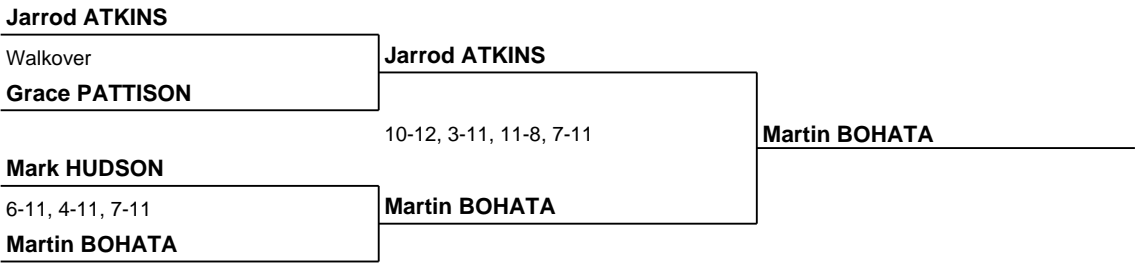 Jarrod ATKINS
Walkover
Jarrod ATKINS
Grace PATTISON
10-12, 3-11, 11-8, 7-11
Martin BOHATA
Mark HUDSON
6-11, 4-11, 7-11
Martin BOHATA
Martin BOHATA